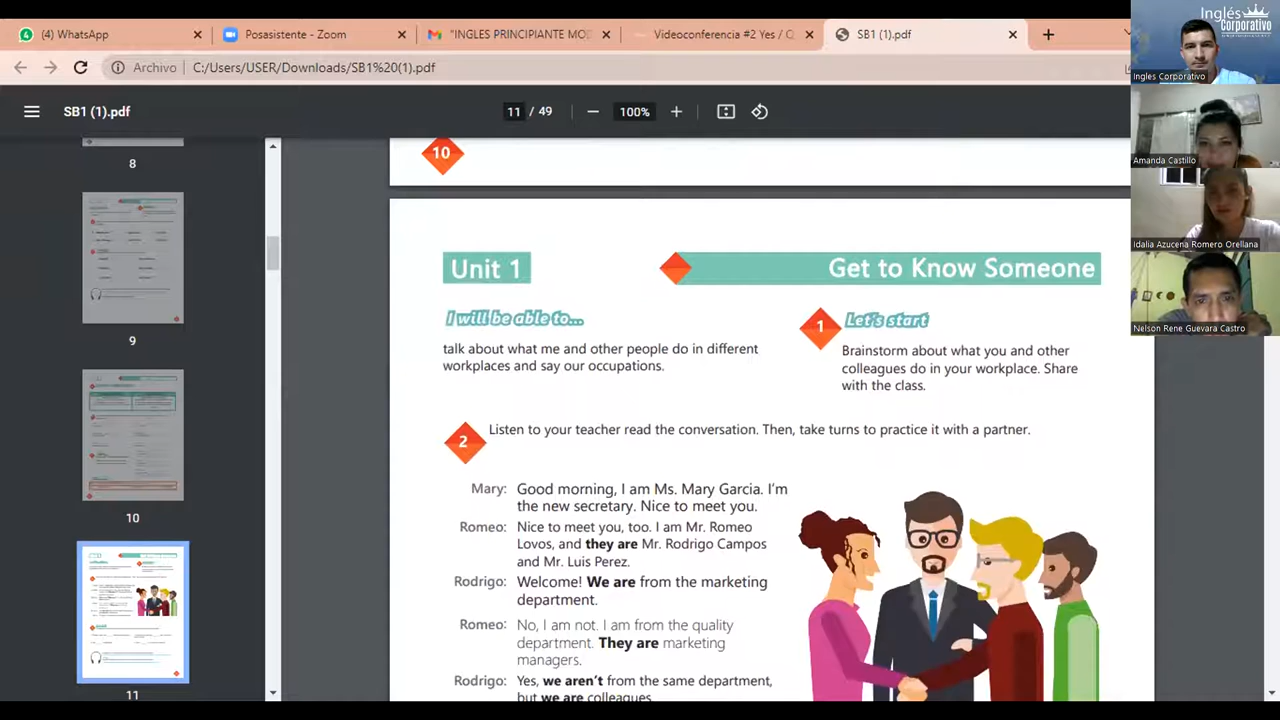 (4) WhatsApp
Posasistente - Zoom
"INGLES PRINCIPIANTE MOD
Videoconferencia #2 Yes / Q
SB1 (1).pdf
Archivo
C:/Users/USER/Downloads/SB1%20(1).pdf
SB1 (1).pdf
11 / 49
100%
8
9
10
11
10
Unit 1
Get to Know Someone
I will be able to...
talk about what me and other people do in different
workplaces and say our occupations.
1
Let's start
Brainstorm about what you and other
colleagues do in your workplace. Share
with the class.
2
Listen to your teacher read the conversation. Then, take turns to practice it with a partner.
Mary: Good morning, I am Ms. Mary Garcia. I'm
the new secretary. Nice to meet you.
Romeo: Nice to meet you, too. I am Mr. Romeo
Lovos, and they are Mr. Rodrigo Campos
and Mr. Luis Perez.
Rodrigo: Welcome! We are from the marketing
department.
Romeo: No, I am not. I am from the quality
department. They are marketing
managers.
Rodrigo: Yes, we aren't from the same department,
but we are colleagues.
Inglés
Corporativo
Ingles Corporativo
Amanda Castillo
Idalia Azucena Romero Orellana
Nelson Rene Guevara Castro